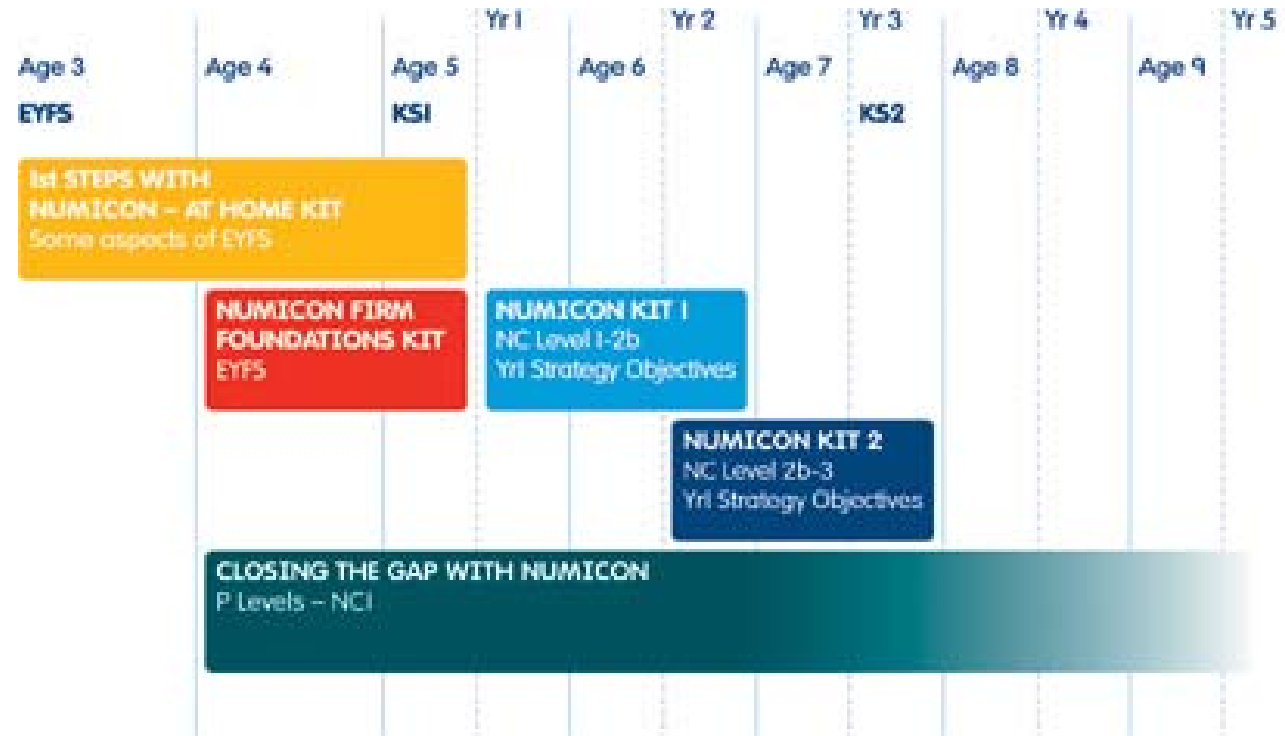 Yr 1 Yr 2 Yr 3 Yr 4 Yr 5
Age 3 Age 4 Age 5 Age 6 Age 7 Age 8 Age 9
EYFS KS1 KS2
1st STEPS WITH
NUMICON – AT HOME KIT
Some aspects of EYFS
NUMICON FIRM
FOUNDATIONS KIT
EYFS
NUMICON KIT 1
NC Level 1-2b
Yr1 Strategy Objectives
NUMICON KIT 2
NC Level 2b-3
Yr1 Strategy Objectives
CLOSING THE GAP WITH NUMICON
P Levels – NC1